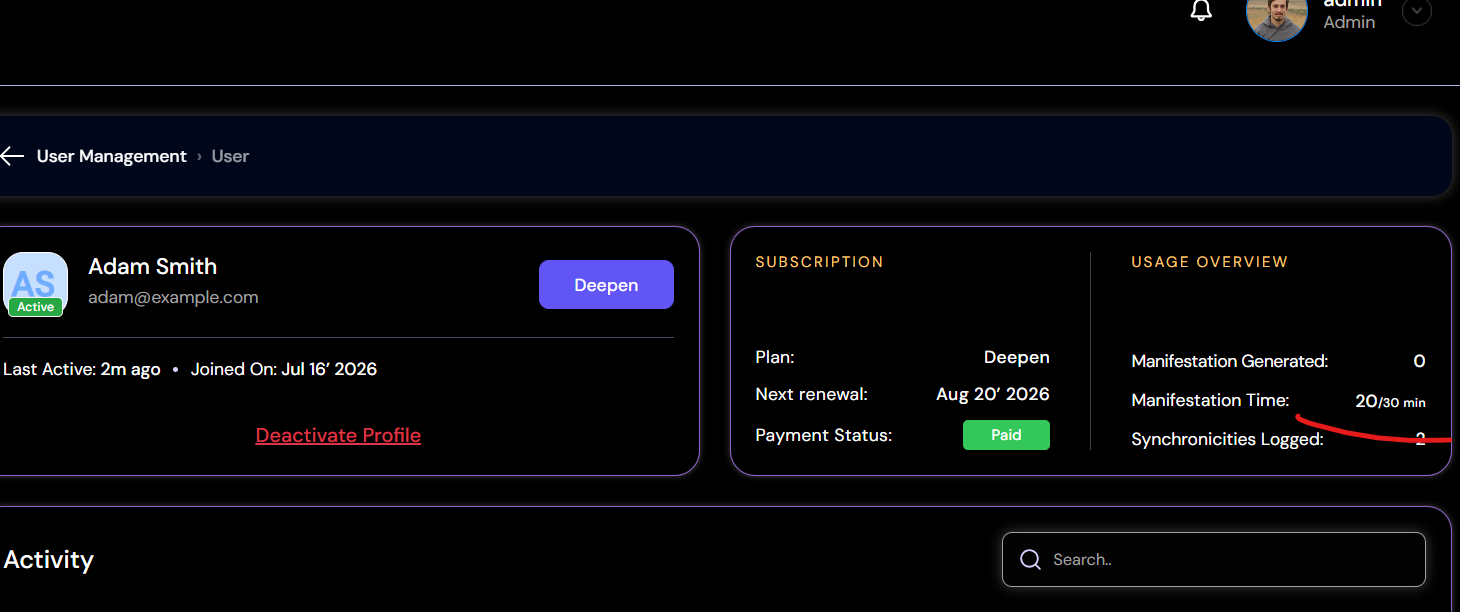 admin
Admin
User Management › User
AS
Active
Adam Smith
adam@example.com
Deepen
Last Active: 2m ago • Joined On: Jul 16’ 2026
Deactivate Profile
SUBSCRIPTION
Plan: Deepen
Next renewal: Aug 20’ 2026
Payment Status: Paid
USAGE OVERVIEW
Manifestation Generated: 0
Manifestation Time: 20/30 min
Synchronicities Logged: 2
Activity
Search..